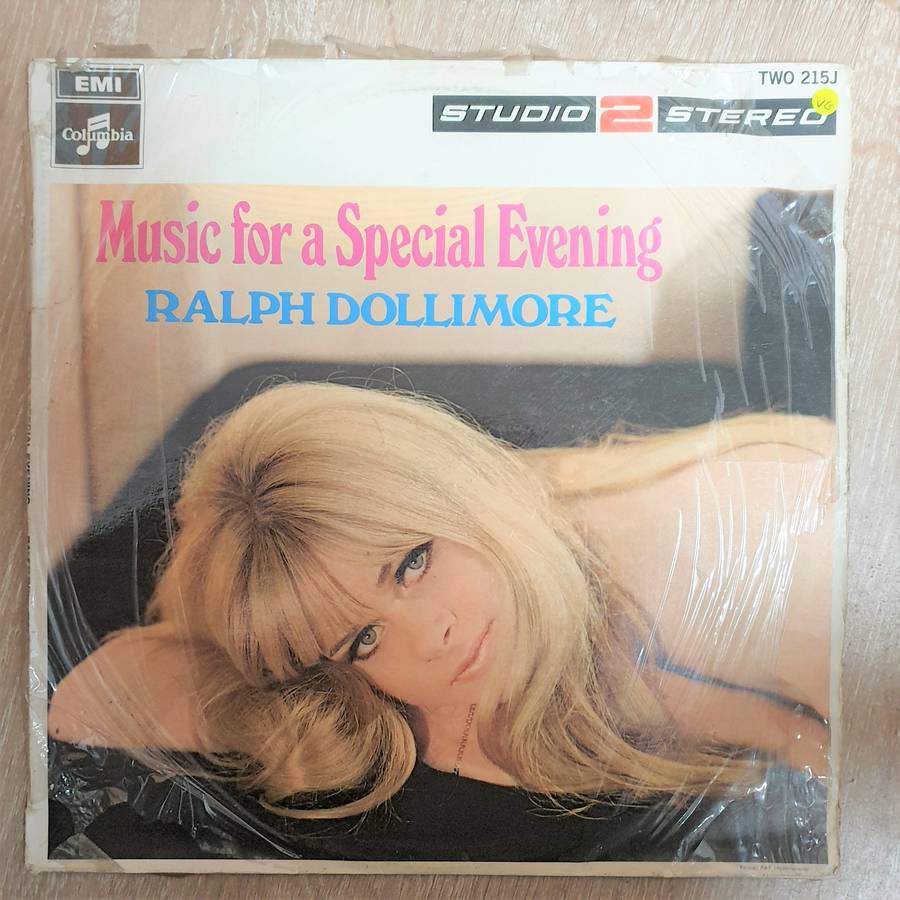 EMI
Columbia
TWO 215J
STUDIO 2 STEREO
VG
Music for a Special Evening
RALPH DOLLIMORE